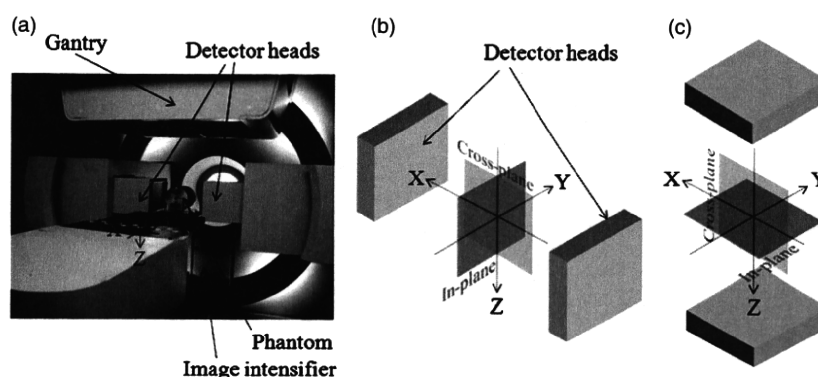 (a)
Gantry
Detector heads
X
Z
Phantom
Image intensifier
(b)
Detector heads
Cross-plane
X
Y
In-plane
Z
(c)
X
Y
Cross-plane
In-plane
Z